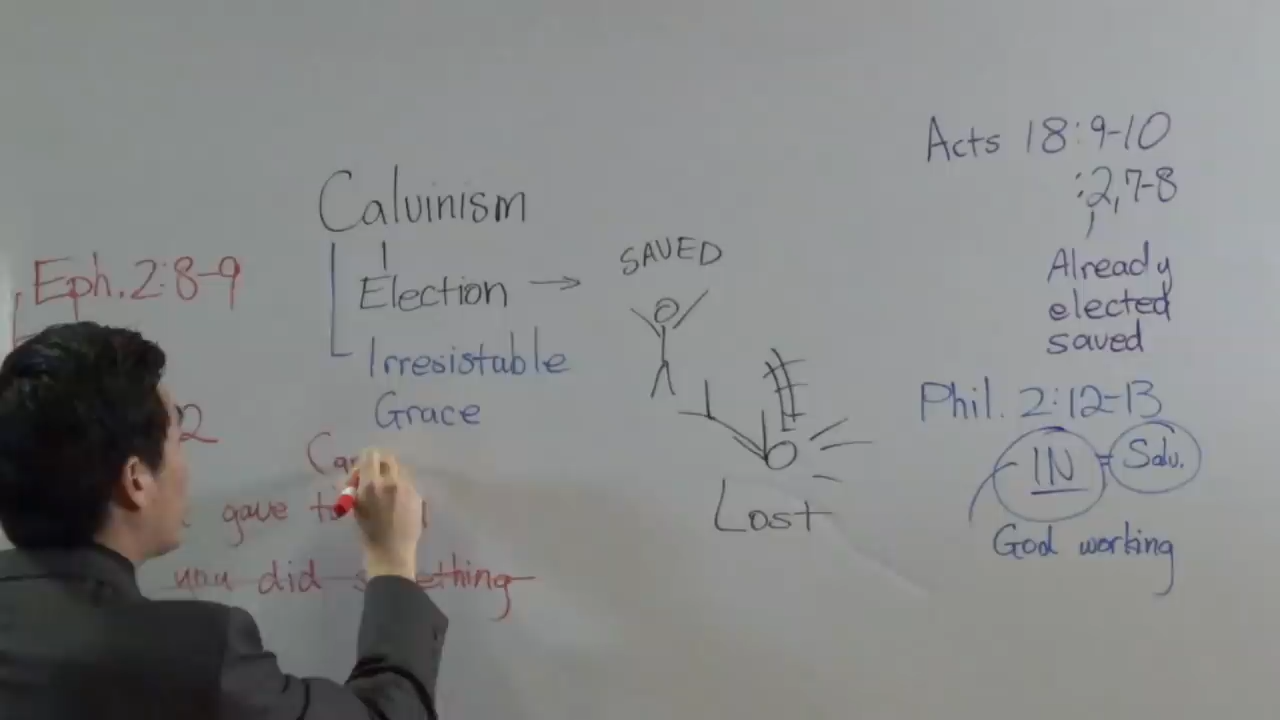 Eph. 2:8-9
gave
you did
Calvinism
Election →
Irresistable
Grace
SAVED
Lost
Acts 18:9-10
:2,7-8
Already
elected
saved
Phil. 2:12-13
IN = Salv.
God working